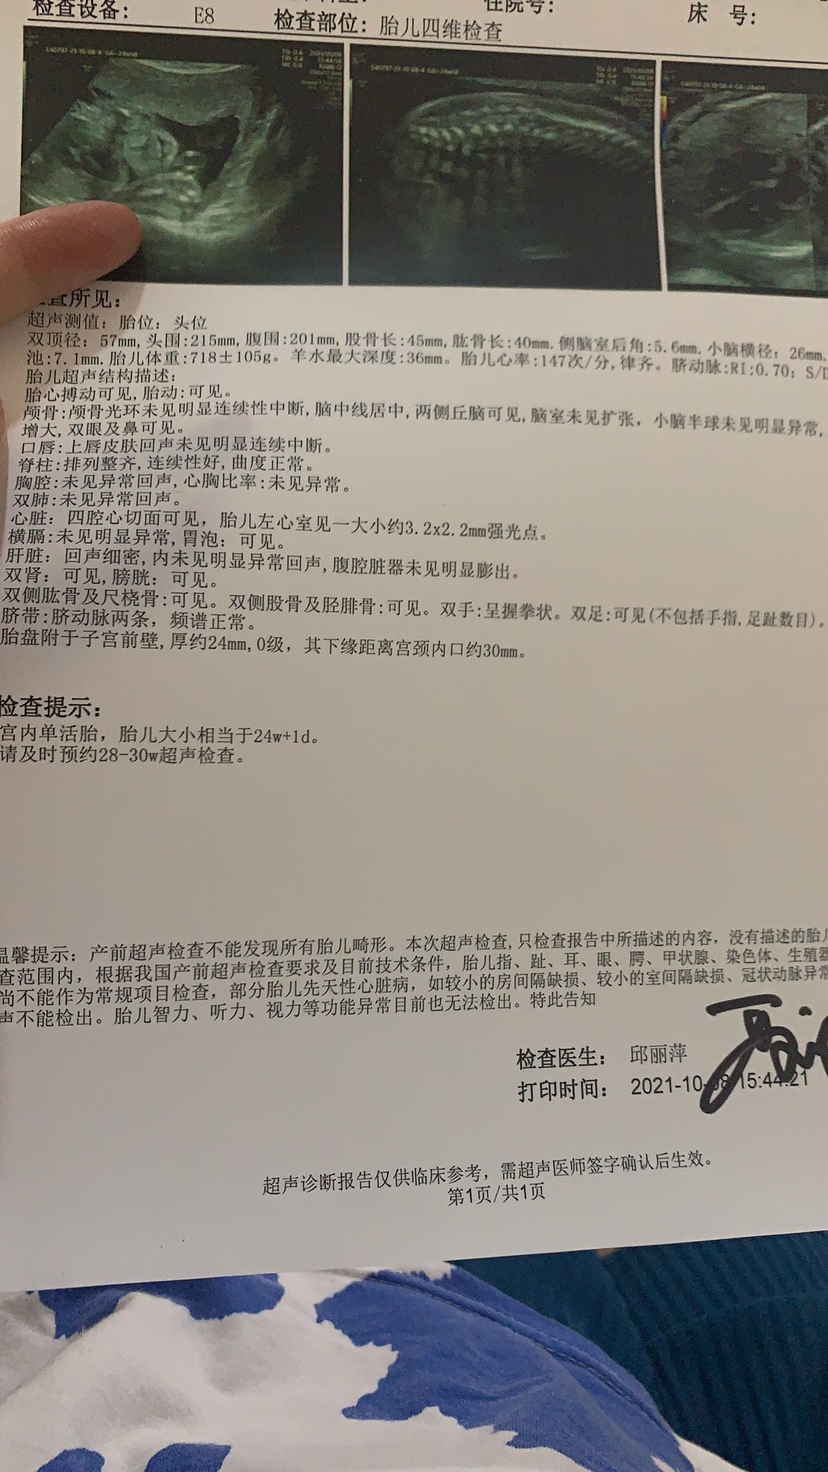 检查设备： E8 住院号： 床 号：
检查部位：胎儿四维检查
查所见：
超声测值：胎位：头位
双顶径：57mm,头围:215mm,腹围:201mm,股骨长:45mm,肱骨长:40mm.侧脑室后角:5.6mm.小脑横径：26mm.
池:7.1mm.胎儿体重:718±105g。羊水最大深度:36mm。胎儿心率:147次/分,律齐。脐动脉:RI:0.70；S/D
胎儿超声结构描述：
胎心搏动可见,胎动:可见。
颅骨:颅骨光环未见明显连续性中断,脑中线居中,两侧丘脑可见,脑室未见扩张，小脑半球未见明显异常,
增大,双眼及鼻可见。
口唇:上唇皮肤回声未见明显连续中断。
脊柱:排列整齐,连续性好,曲度正常。
胸腔:未见异常回声,心胸比率:未见异常。
双肺:未见异常回声。
心脏：四腔心切面可见，胎儿左心室见一大小约3.2x2.2mm强光点。
横膈:未见明显异常,胃泡：可见。
肝脏：回声细密,内未见明显异常回声,腹腔脏器未见明显膨出。
双肾：可见,膀胱：可见。
双侧肱骨及尺桡骨:可见。双侧股骨及胫腓骨:可见。双手:呈握拳状。双足:可见(不包括手指,足趾数目)。
脐带:脐动脉两条，频谱正常。
胎盘附于子宫前壁,厚约24mm,0级，其下缘距离宫颈内口约30mm。
检查提示：
宫内单活胎，胎儿大小相当于24w+1d。
请及时预约28-30w超声检查。
温馨提示：产前超声检查不能发现所有胎儿畸形。本次超声检查,只检查报告中所描述的内容，没有描述的胎儿
查范围内，根据我国产前超声检查要求及目前技术条件，胎儿指、趾、耳、眼、腭、甲状腺、染色体、生殖器
尚不能作为常规项目检查，部分胎儿先天性心脏病，如较小的房间隔缺损、较小的室间隔缺损、冠状动脉异常
声不能检出。胎儿智力、听力、视力等功能异常目前也无法检出。特此告知
检查医生： 邱丽萍
打印时间： 2021-10-08 15:44:21
超声诊断报告仅供临床参考，需超声医师签字确认后生效。
第1页/共1页